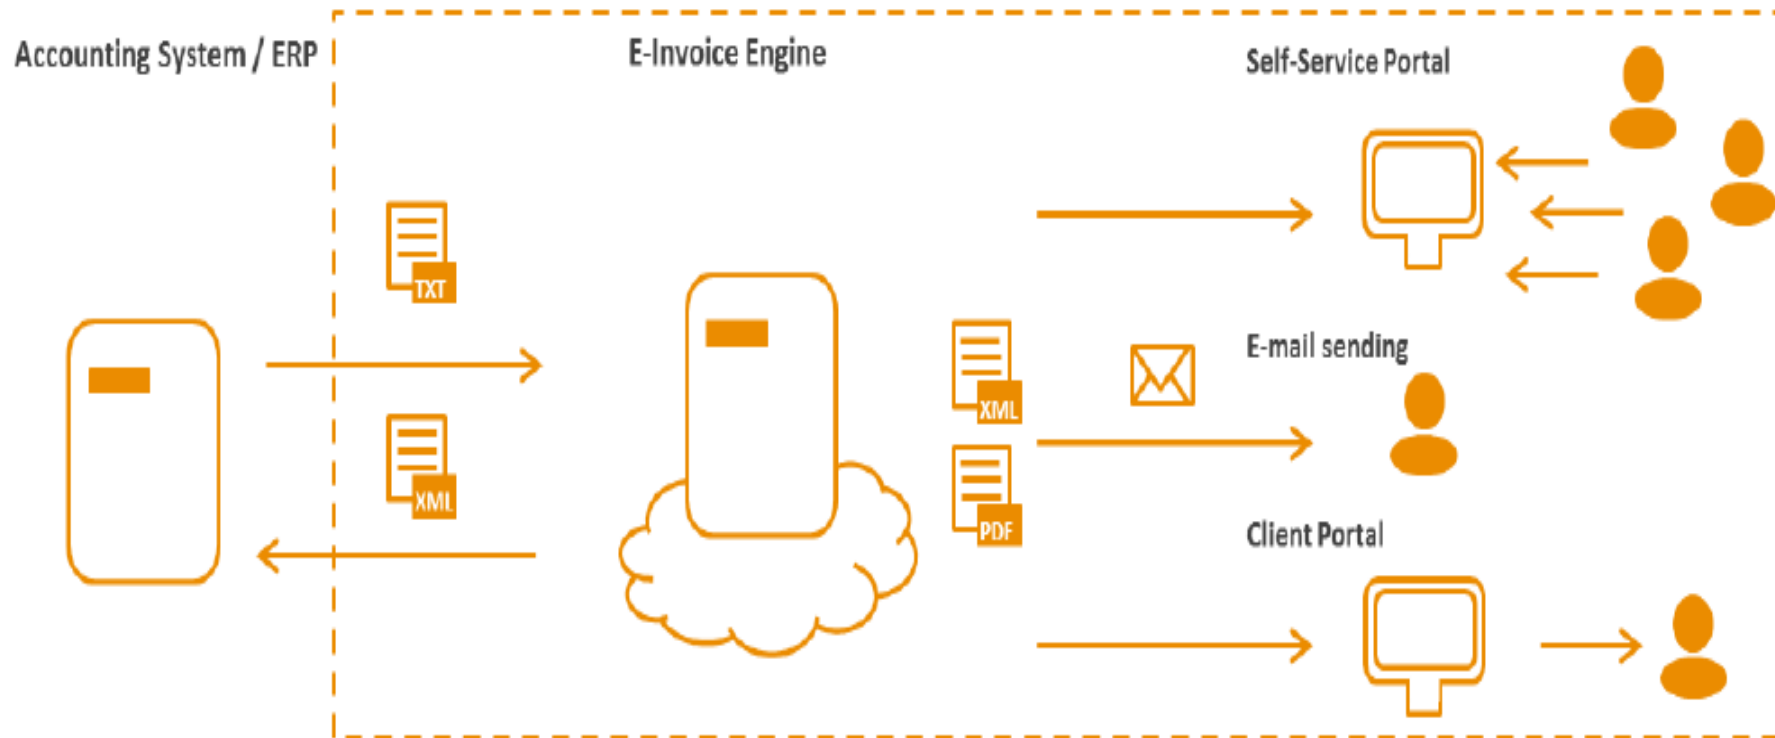 Accounting System / ERP
E-Invoice Engine
Self-Service Portal
TXT
XML
XML
PDF
E-mail sending
Client Portal